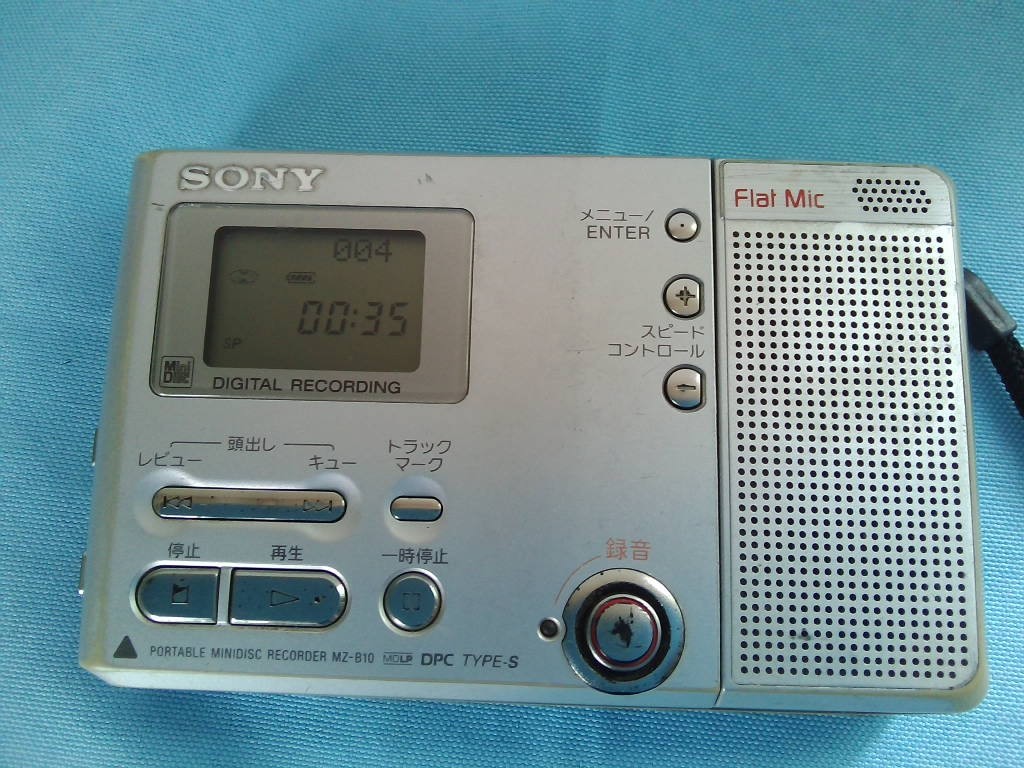 SONY
Flat Mic
メニュー/
ENTER
004
00:35
SP
スピード
コントロール
Mini
Disc
DIGITAL RECORDING
頭出し
レビュー
キュー
トラック
マーク
停止
再生
一時停止
録音
PORTABLE MINIDISC RECORDER MZ-B10 MDLP DPC TYPE-S